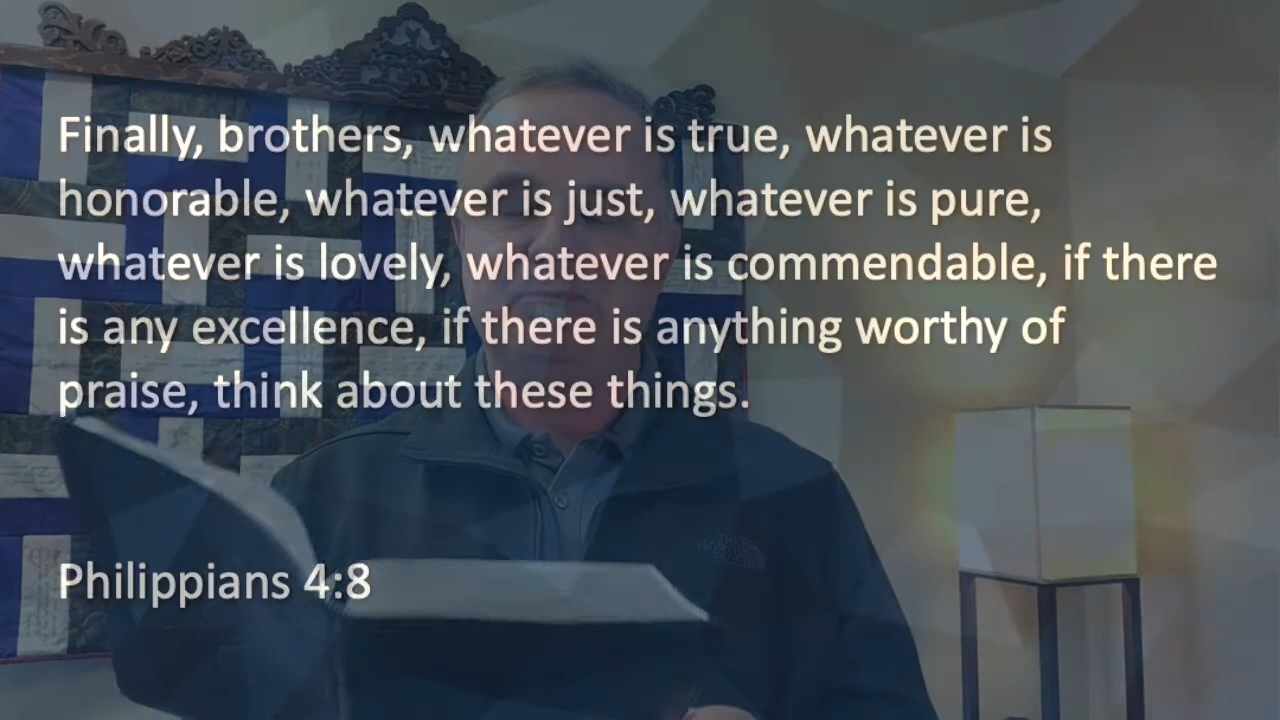 Finally, brothers, whatever is true, whatever is
honorable, whatever is just, whatever is pure,
whatever is lovely, whatever is commendable, if there
is any excellence, if there is anything worthy of
praise, think about these things.
Philippians 4:8